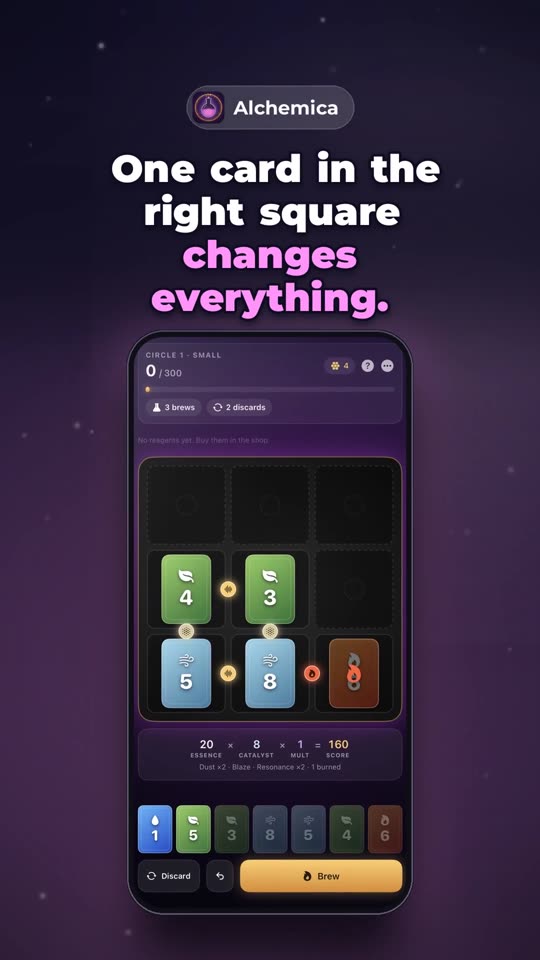 Alchemica
One card in the
right square
changes
everything.
CIRCLE 1 · SMALL
0 / 300
4
?
3 brews
2 discards
No reagents yet. Buy them in the shop.
4
3
5
8
20 × 8 × 1 = 160
ESSENCE CATALYST MULT SCORE
Dust ×2 · Blaze · Resonance ×2 · 1 burned
1
5
3
8
5
4
6
Discard
Brew